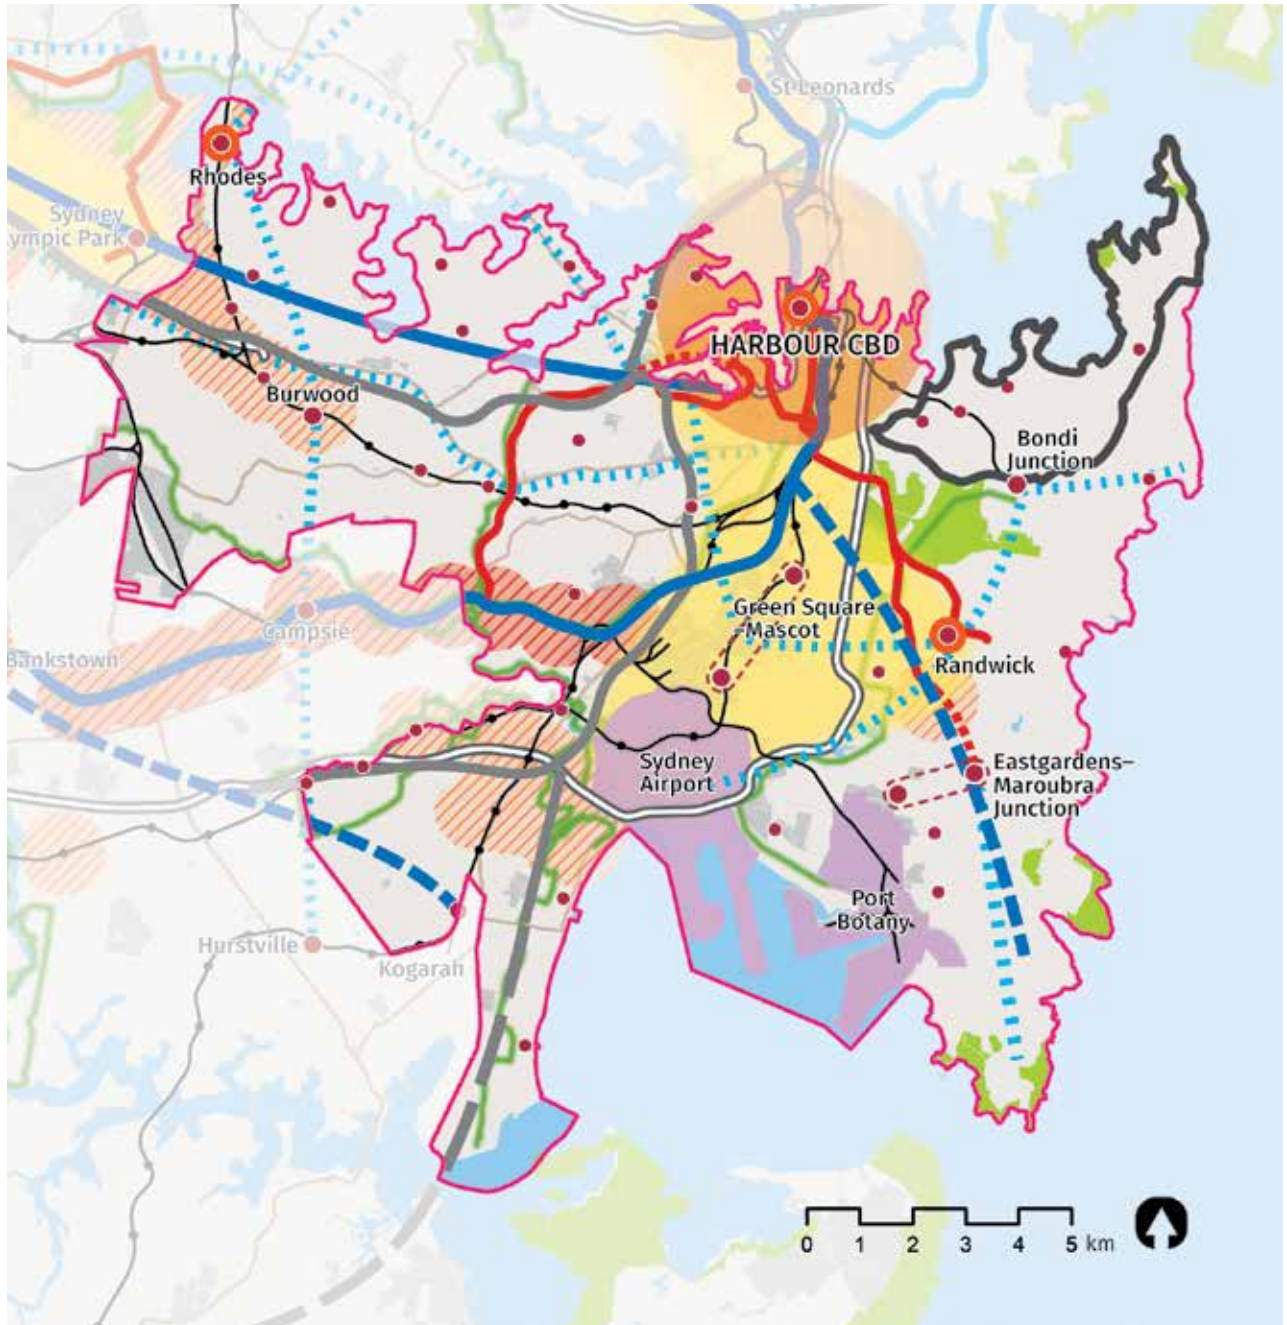 St Leonards
Rhodes
Sydney
ympic Park
HARBOUR CBD
Burwood
Bondi
Junction
Green Square
-Mascot
Campsie
Bankstown
Randwick
Sydney
Airport
Eastgardens–
Maroubra
Junction
Port
Botany
Hurstville
Kogarah
0 1 2 3 4 5 km